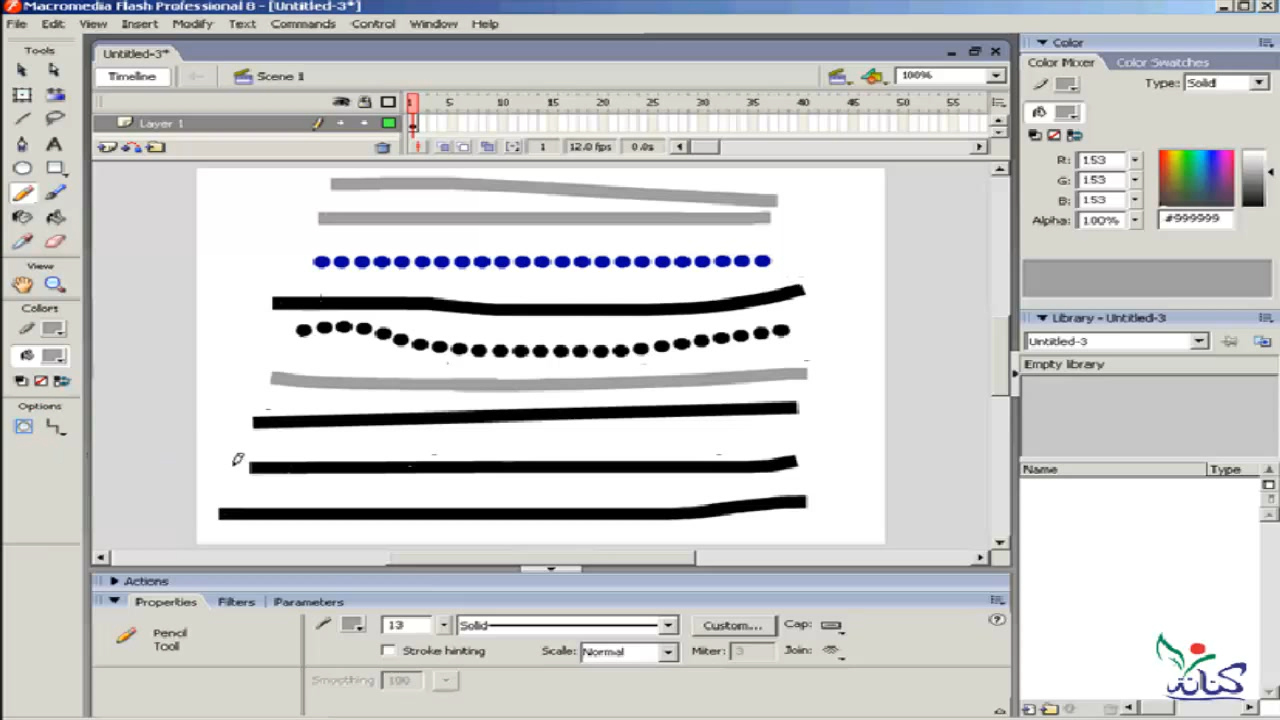 Macromedia Flash Professional 8 - [Untitled-3*]
File Edit View Insert Modify Text Commands Control Window Help
Tools
View
Colors
Options
Untitled-3*
Timeline
Scene 1
100%
1 5 10 15 20 25 30 35 40 45 50 55
Layer 1
1 12.0 fps 0.0s
Color
Color Mixer Color Swatches
Type: Solid
R: 153
G: 153
B: 153
Alpha: 100% #999999
Library - Untitled-3
Untitled-3
Empty library
Name Type
Actions
Properties Filters Parameters
Pencil
Tool
13 Solid Custom... Cap:
Stroke hinting Scale: Normal Miter: 3 Join:
Smoothing 100
كنانة